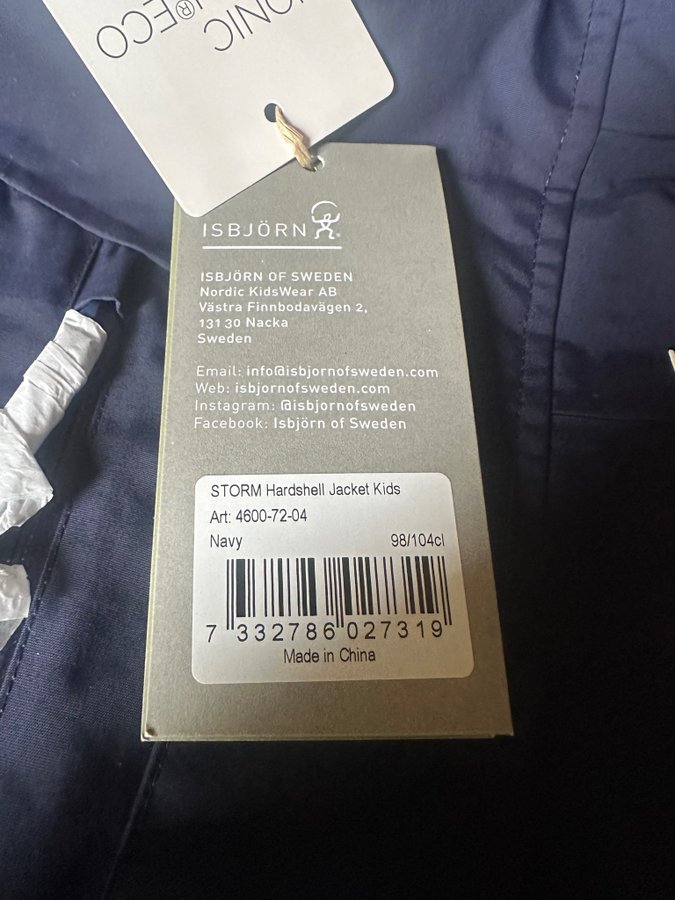 ONIC
®ECO
ISBJÖRN
ISBJÖRN OF SWEDEN
Nordic KidsWear AB
Västra Finnbodavägen 2,
131 30 Nacka
Sweden
Email: info@isbjornofsweden.com
Web: isbjornofsweden.com
Instagram: @isbjornofsweden
Facebook: Isbjörn of Sweden
STORM Hardshell Jacket Kids
Art: 4600-72-04
Navy 98/104cl
7 332786 027319
Made in China